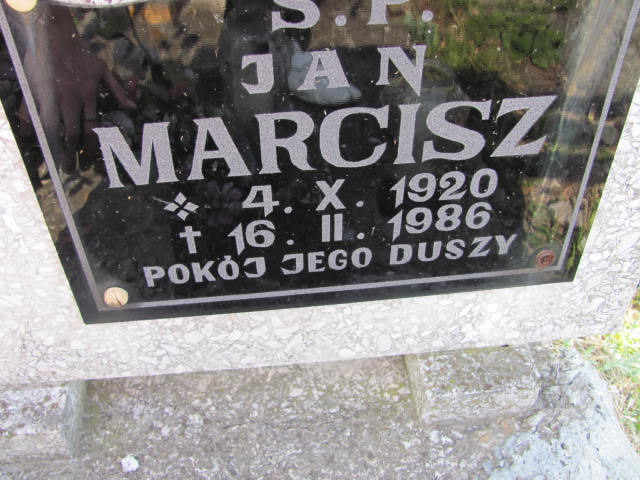 Ś.P.
JAN
MARCISZ
4. X. 1920
† 16. II. 1986
POKÓJ JEGO DUSZY